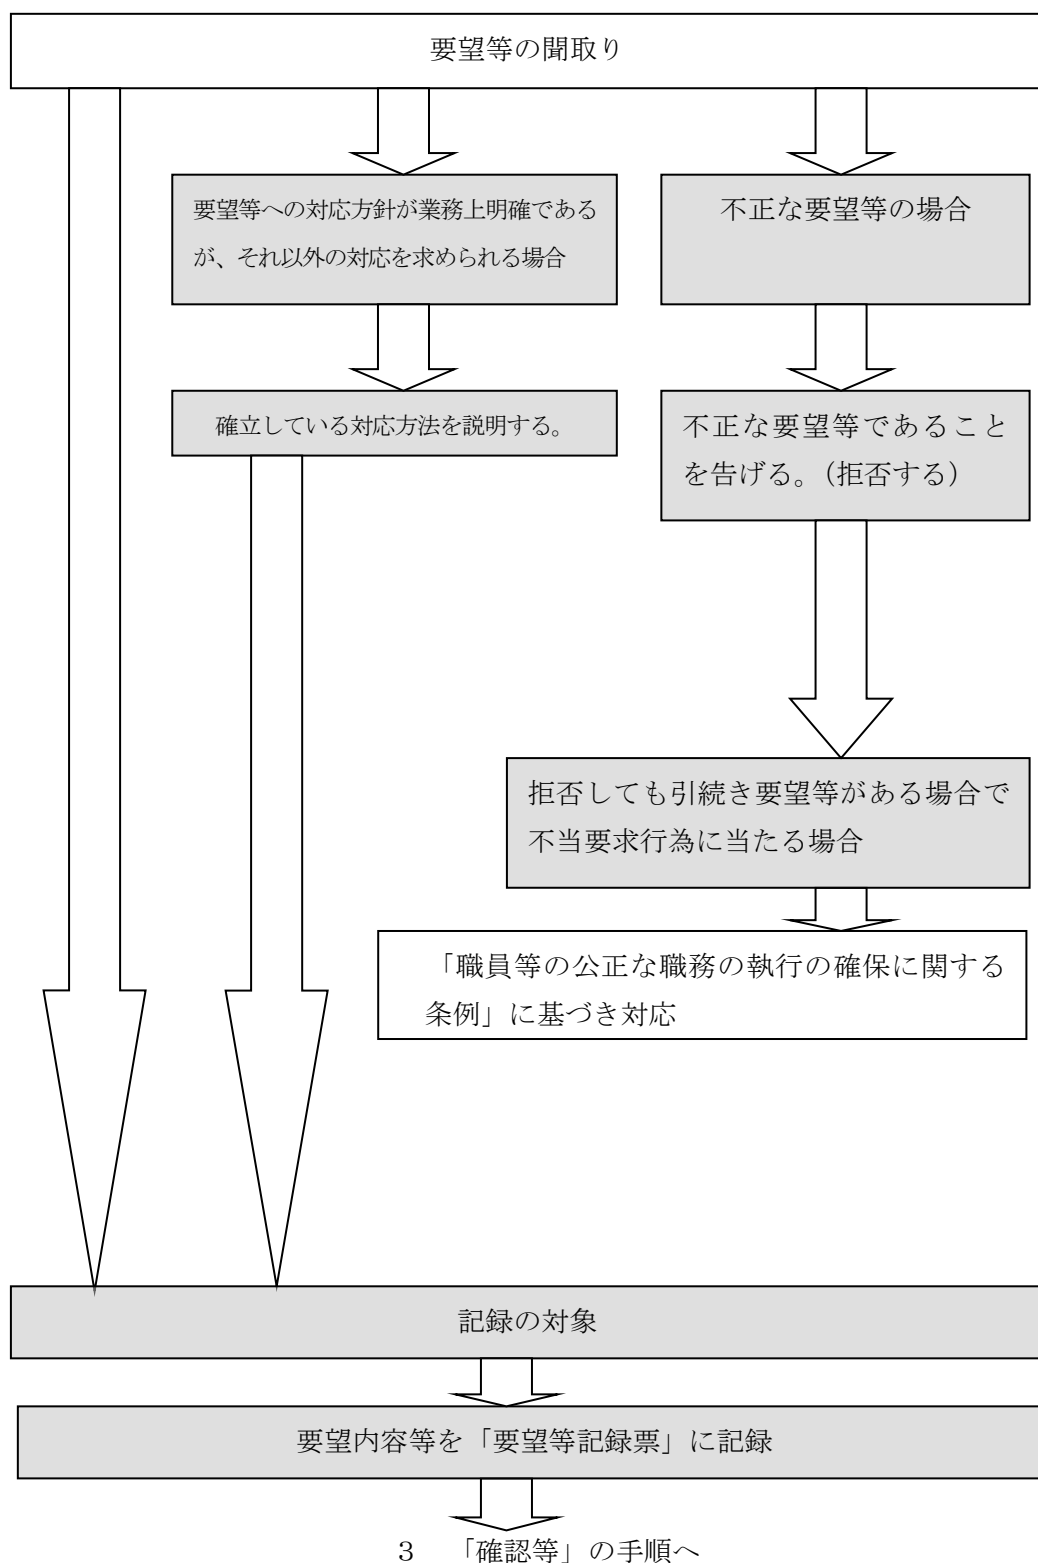 要望等の聞取り
要望等への対応方針が業務上明確である
が、それ以外の対応を求められる場合
不正な要望等の場合
確立している対応方法を説明する。
不正な要望等であること
を告げる。（拒否する）
拒否しても引続き要望等がある場合で
不当要求行為に当たる場合
「職員等の公正な職務の執行の確保に関する
条例」に基づき対応
記録の対象
要望内容等を「要望等記録票」に記録
３　「確認等」の手順へ